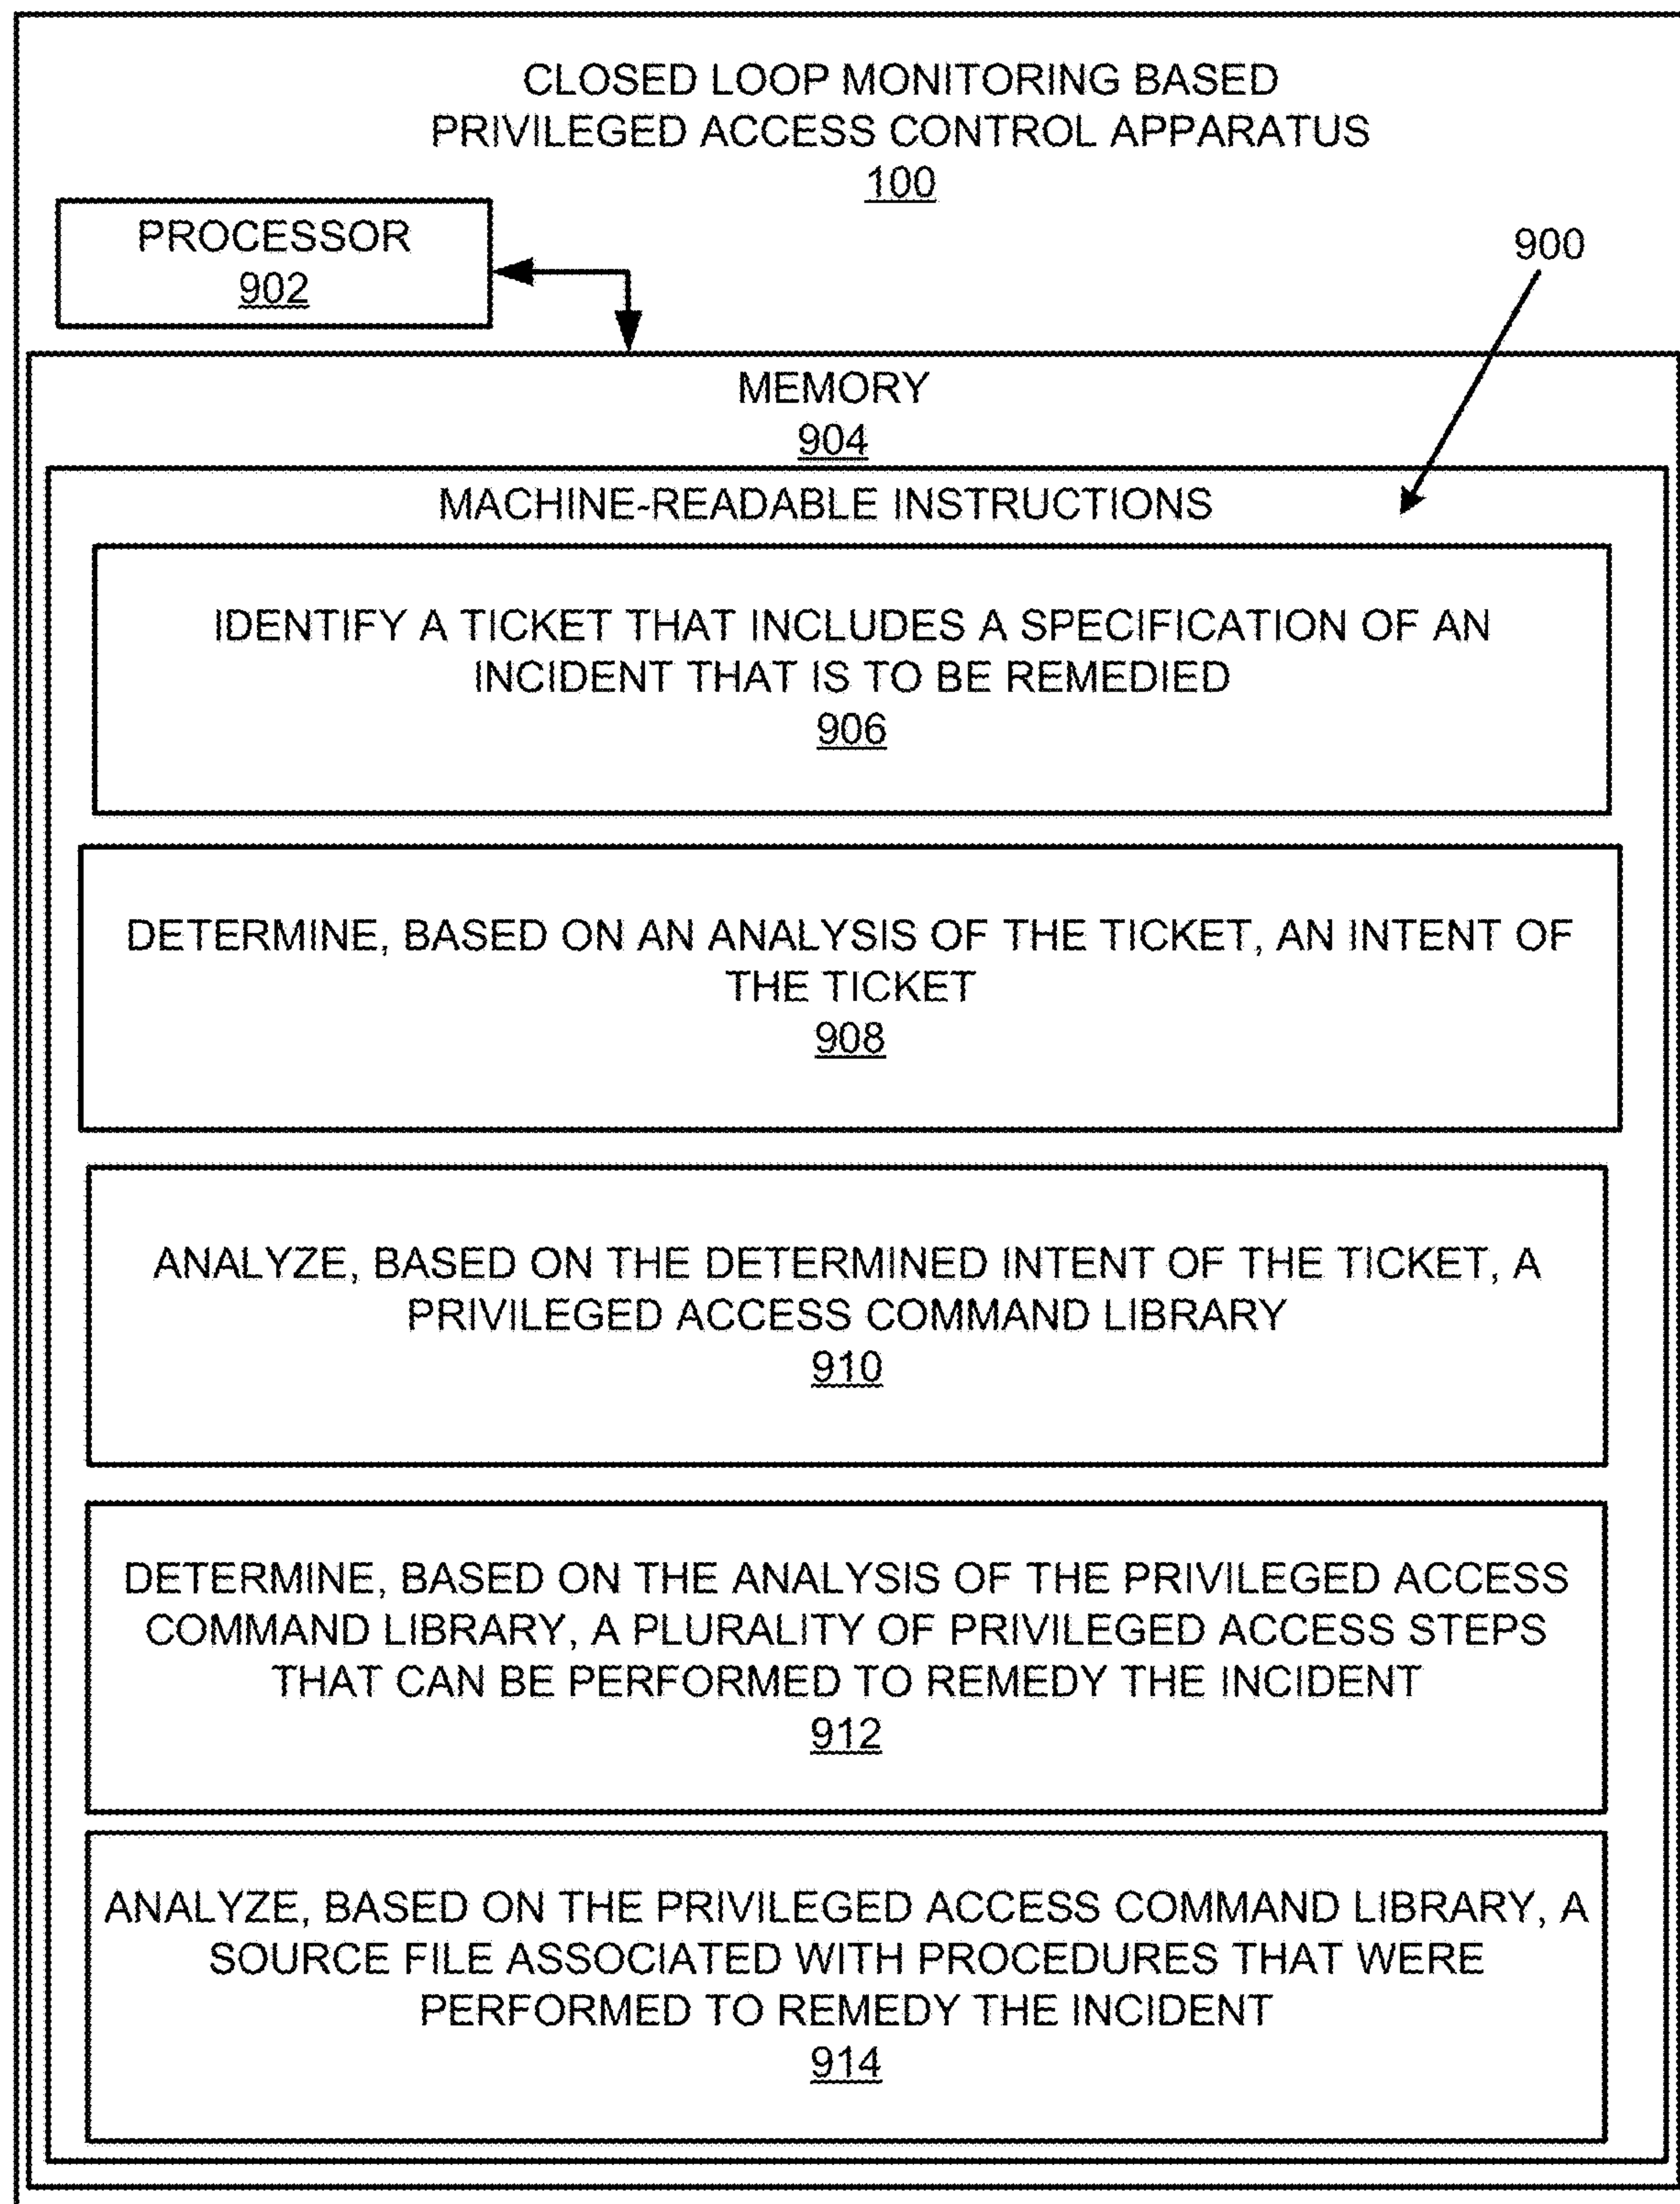 CLOSED LOOP MONITORING BASED
PRIVILEGED ACCESS CONTROL APPARATUS
100
PROCESSOR
902
900
MEMORY
904
MACHINE-READABLE INSTRUCTIONS
IDENTIFY A TICKET THAT INCLUDES A SPECIFICATION OF AN
INCIDENT THAT IS TO BE REMEDIED
906
DETERMINE, BASED ON AN ANALYSIS OF THE TICKET, AN INTENT OF
THE TICKET
908
ANALYZE, BASED ON THE DETERMINED INTENT OF THE TICKET, A
PRIVILEGED ACCESS COMMAND LIBRARY
910
DETERMINE, BASED ON THE ANALYSIS OF THE PRIVILEGED ACCESS
COMMAND LIBRARY, A PLURALITY OF PRIVILEGED ACCESS STEPS
THAT CAN BE PERFORMED TO REMEDY THE INCIDENT
912
ANALYZE, BASED ON THE PRIVILEGED ACCESS COMMAND LIBRARY, A
SOURCE FILE ASSOCIATED WITH PROCEDURES THAT WERE
PERFORMED TO REMEDY THE INCIDENT
914